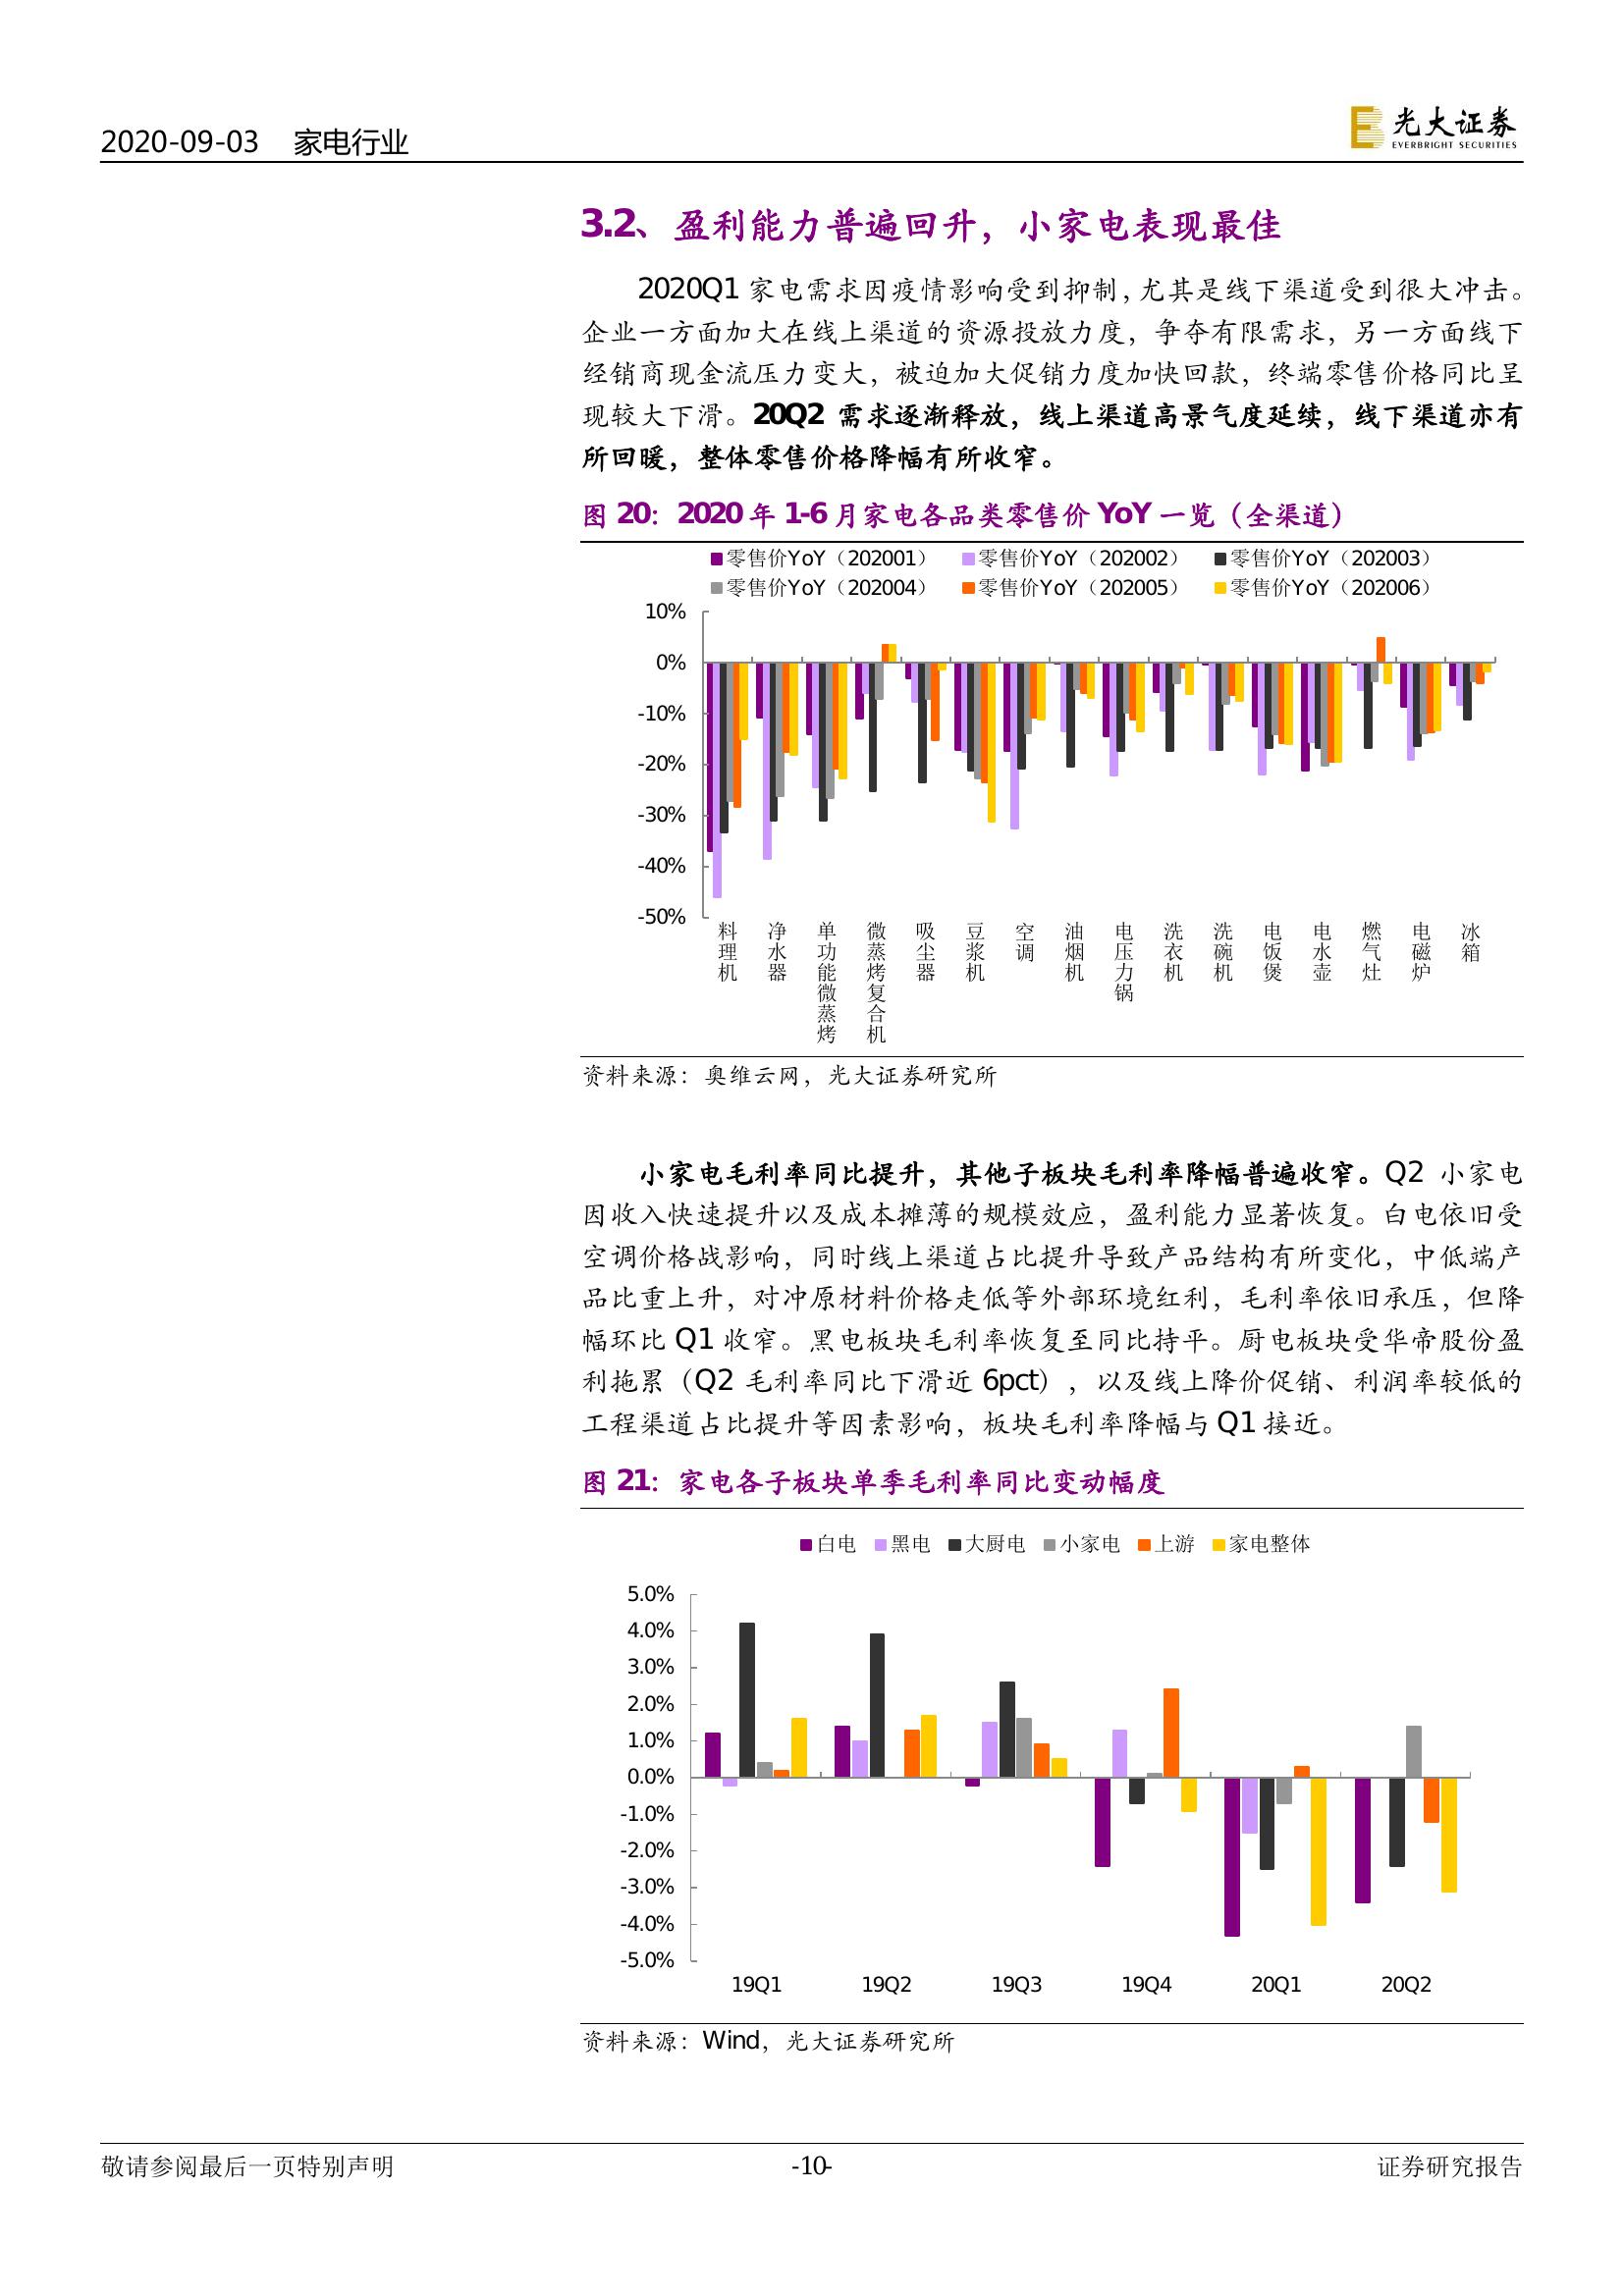 2020-09-03 家电行业
光大证券
EVERBRIGHT SECURITIES
3.2、盈利能力普遍回升，小家电表现最佳
2020Q1 家电需求因疫情影响受到抑制，尤其是线下渠道受到很大冲击。
企业一方面加大在线上渠道的资源投放力度，争夺有限需求，另一方面线下
经销商现金流压力变大，被迫加大促销力度加快回款，终端零售价格同比呈
现较大下滑。20Q2 需求逐渐释放，线上渠道高景气度延续，线下渠道亦有
所回暖，整体零售价格降幅有所收窄。
图 20：2020 年 1-6 月家电各品类零售价 YoY 一览（全渠道）
零售价YoY（202001） 零售价YoY（202002） 零售价YoY（202003）
零售价YoY（202004） 零售价YoY（202005） 零售价YoY（202006）
10%
0%
-10%
-20%
-30%
-40%
-50%
料理机 净水器 单功能微蒸烤 微蒸烤复合机 吸尘器 豆浆机 空调 油烟机 电压力锅 洗衣机 洗碗机 电饭煲 电水壶 燃气灶 电磁炉 冰箱
资料来源：奥维云网，光大证券研究所
小家电毛利率同比提升，其他子板块毛利率降幅普遍收窄。Q2 小家电
因收入快速提升以及成本摊薄的规模效应，盈利能力显著恢复。白电依旧受
空调价格战影响，同时线上渠道占比提升导致产品结构有所变化，中低端产
品比重上升，对冲原材料价格走低等外部环境红利，毛利率依旧承压，但降
幅环比 Q1 收窄。黑电板块毛利率恢复至同比持平。厨电板块受华帝股份盈
利拖累（Q2 毛利率同比下滑近 6pct），以及线上降价促销、利润率较低的
工程渠道占比提升等因素影响，板块毛利率降幅与 Q1 接近。
图 21：家电各子板块单季毛利率同比变动幅度
白电 黑电 大厨电 小家电 上游 家电整体
5.0%
4.0%
3.0%
2.0%
1.0%
0.0%
-1.0%
-2.0%
-3.0%
-4.0%
-5.0%
19Q1 19Q2 19Q3 19Q4 20Q1 20Q2
资料来源：Wind，光大证券研究所
敬请参阅最后一页特别声明 -10- 证券研究报告